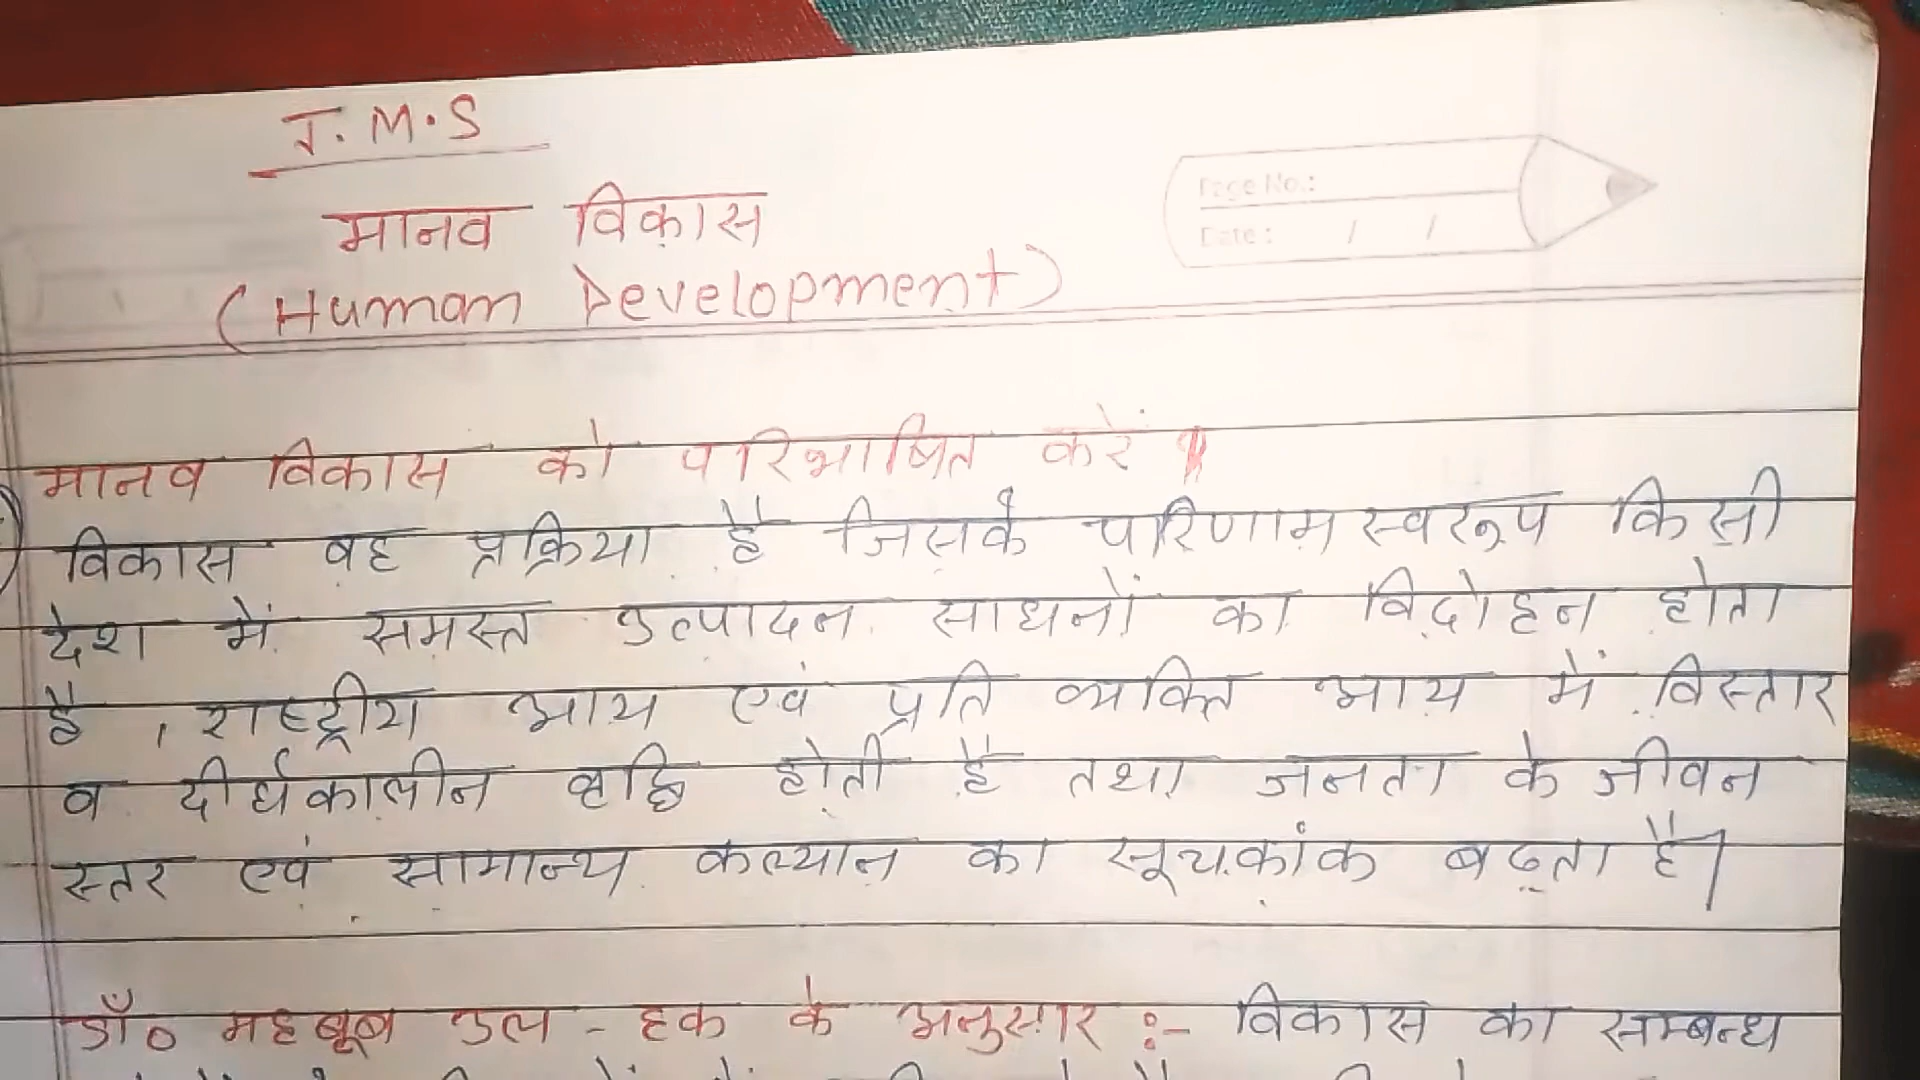 J.M.S
मानव विकास
(Human Development)
Page No.:
Date: / /
मानव विकास को परिभाषित करें
विकास वह प्रक्रिया है जिसके परिणामस्वरूप किसी
देश में समस्त उत्पादन साधनों का विदोहन होता
है, राष्ट्रीय आय एवं प्रति व्यक्ति आय में विस्तार
व दीर्घकालीन वृद्धि होती है तथा जनता के जीवन
स्तर एवं सामान्य कल्यान का सूचकांक बढ़ता है।
डॉ० महबूब उल - हक के अनुसार :- विकास का सम्बन्ध